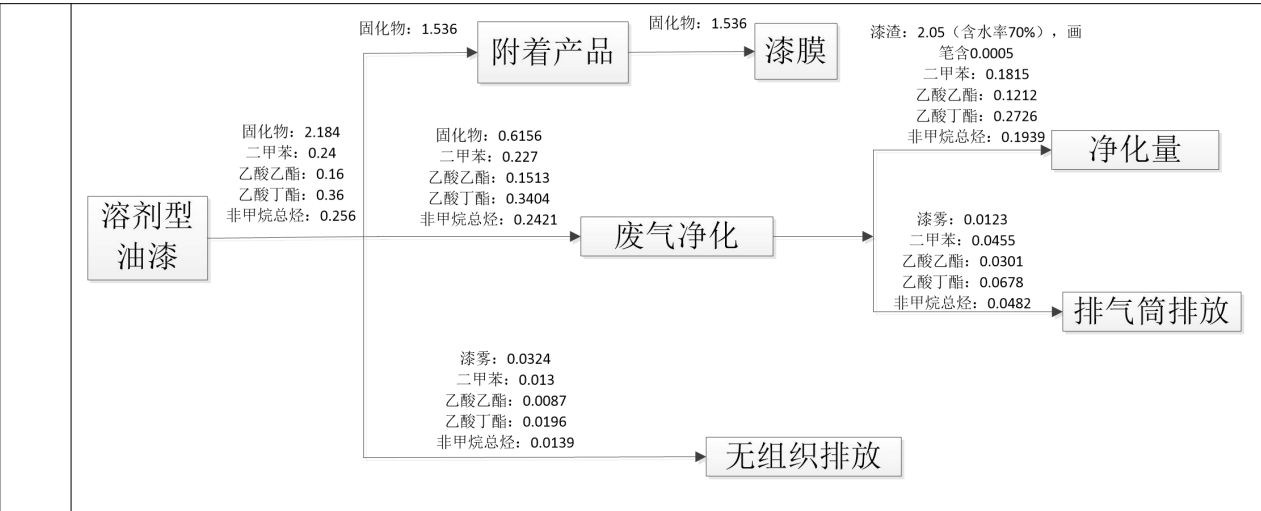 固化物：1.536
附着产品
固化物：1.536
漆膜
漆渣：2.05（含水率70%），画
笔含0.0005
二甲苯：0.1815
乙酸乙酯：0.1212
乙酸丁酯：0.2726
非甲烷总烃：0.1939
净化量
固化物：2.184
二甲苯：0.24
乙酸乙酯：0.16
乙酸丁酯：0.36
非甲烷总烃：0.256
溶剂型
油漆
固化物：0.6156
二甲苯：0.227
乙酸乙酯：0.1513
乙酸丁酯：0.3404
非甲烷总烃：0.2421
废气净化
漆雾：0.0123
二甲苯：0.0455
乙酸乙酯：0.0301
乙酸丁酯：0.0678
非甲烷总烃：0.0482
排气筒排放
漆雾：0.0324
二甲苯：0.013
乙酸乙酯：0.0087
乙酸丁酯：0.0196
非甲烷总烃：0.0139
无组织排放